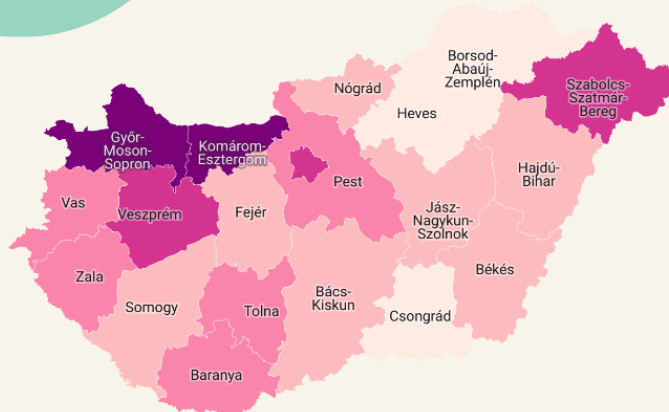 Borsod-
Abaúj-
Zemplén
Szabolcs-
Szatmár-
Bereg
Nógrád
Heves
Győr-
Moson-
Sopron
Komárom-
Esztergom
Hajdú-
Bihar
Pest
Vas
Veszprém
Fejér
Jász-
Nagykun-
Szolnok
Békés
Zala
Somogy
Tolna
Bács-
Kiskun
Csongrád
Baranya